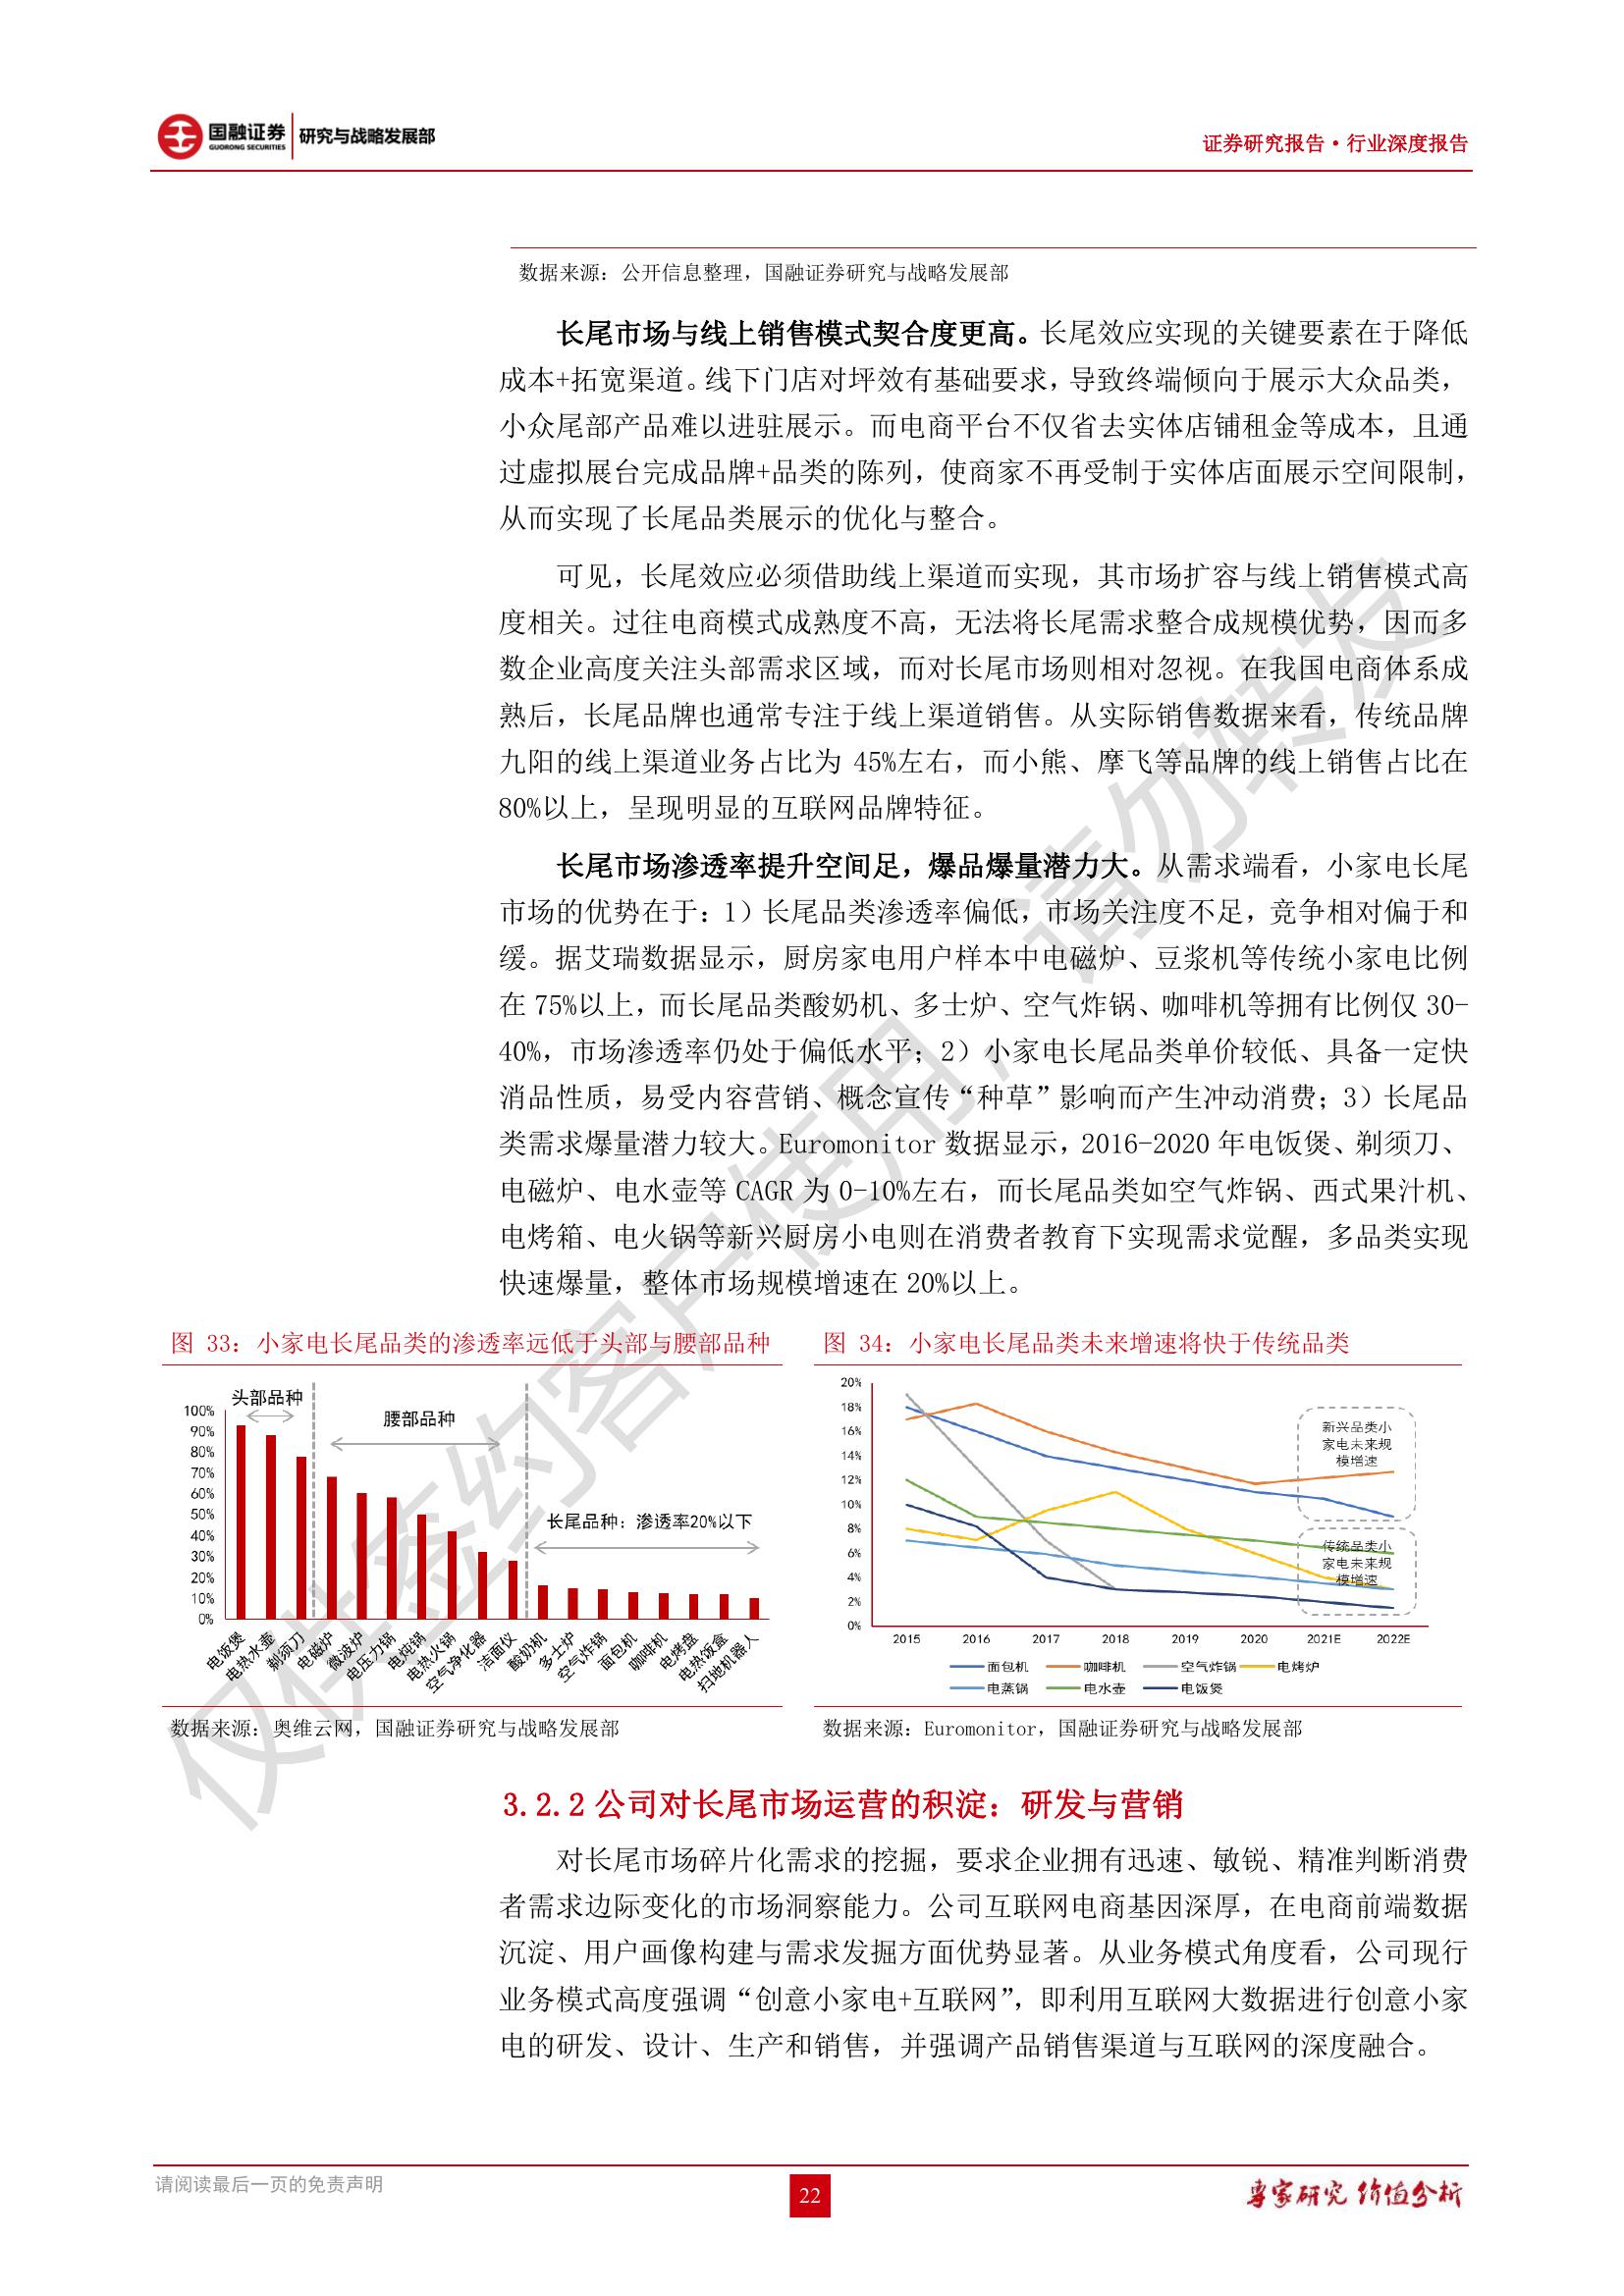 国融证券
GUORONG SECURITIES
研究与战略发展部
证券研究报告·行业深度报告
数据来源：公开信息整理，国融证券研究与战略发展部
长尾市场与线上销售模式契合度更高。长尾效应实现的关键要素在于降低
成本+拓宽渠道。线下门店对坪效有基础要求，导致终端倾向于展示大众品类，
小众尾部产品难以进驻展示。而电商平台不仅省去实体店铺租金等成本，且通
过虚拟展台完成品牌+品类的陈列，使商家不再受制于实体店面展示空间限制，
从而实现了长尾品类展示的优化与整合。
可见，长尾效应必须借助线上渠道而实现，其市场扩容与线上销售模式高
度相关。过往电商模式成熟度不高，无法将长尾需求整合成规模优势，因而多
数企业高度关注头部需求区域，而对长尾市场则相对忽视。在我国电商体系成
熟后，长尾品牌也通常专注于线上渠道销售。从实际销售数据来看，传统品牌
九阳的线上渠道业务占比为 45%左右，而小熊、摩飞等品牌的线上销售占比在
80%以上，呈现明显的互联网品牌特征。
长尾市场渗透率提升空间足，爆品爆量潜力大。从需求端看，小家电长尾
市场的优势在于：1）长尾品类渗透率偏低，市场关注度不足，竞争相对偏于和
缓。据艾瑞数据显示，厨房家电用户样本中电磁炉、豆浆机等传统小家电比例
在 75%以上，而长尾品类酸奶机、多士炉、空气炸锅、咖啡机等拥有比例仅 30-
40%，市场渗透率仍处于偏低水平；2）小家电长尾品类单价较低、具备一定快
消品性质，易受内容营销、概念宣传“种草”影响而产生冲动消费；3）长尾品
类需求爆量潜力较大。Euromonitor 数据显示，2016-2020 年电饭煲、剃须刀、
电磁炉、电水壶等 CAGR 为 0-10%左右，而长尾品类如空气炸锅、西式果汁机、
电烤箱、电火锅等新兴厨房小电则在消费者教育下实现需求觉醒，多品类实现
快速爆量，整体市场规模增速在 20%以上。
图 33：小家电长尾品类的渗透率远低于头部与腰部品种
头部品种
腰部品种
长尾品种：渗透率20%以下
100%
90%
80%
70%
60%
50%
40%
30%
20%
10%
0%
电饭煲
电热水壶
剃须刀
电磁炉
微波炉
电压力锅
电炖锅
电热火锅
空气净化器
洁面仪
酸奶机
多士炉
空气炸锅
面包机
咖啡机
电烤盘
电热饭盒
扫地机器人
数据来源：奥维云网，国融证券研究与战略发展部
图 34：小家电长尾品类未来增速将快于传统品类
20%
18%
16%
14%
12%
10%
8%
6%
4%
2%
0%
新兴品类小
家电未来规
模增速
传统品类小
家电未来规
模增速
2015 2016 2017 2018 2019 2020 2021E 2022E
面包机 咖啡机 空气炸锅 电烤炉
电蒸锅 电水壶 电饭煲
数据来源：Euromonitor，国融证券研究与战略发展部
3.2.2 公司对长尾市场运营的积淀：研发与营销
对长尾市场碎片化需求的挖掘，要求企业拥有迅速、敏锐、精准判断消费
者需求边际变化的市场洞察能力。公司互联网电商基因深厚，在电商前端数据
沉淀、用户画像构建与需求发掘方面优势显著。从业务模式角度看，公司现行
业务模式高度强调“创意小家电+互联网”，即利用互联网大数据进行创意小家
电的研发、设计、生产和销售，并强调产品销售渠道与互联网的深度融合。
请阅读最后一页的免责声明
22
专家研究 价值分析
仅供签约客户使用，请勿转发